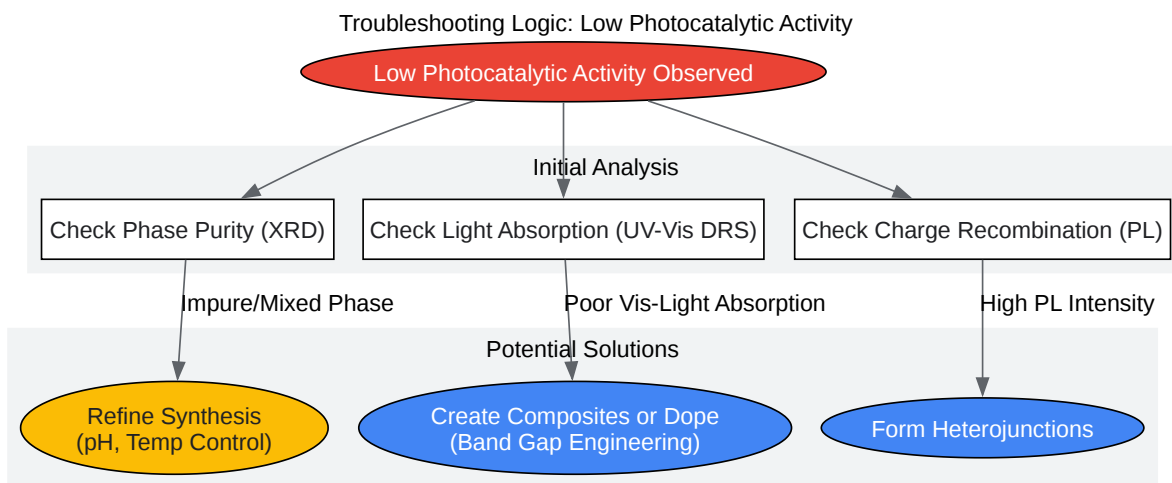 Troubleshooting Logic: Low Photocatalytic Activity
Low Photocatalytic Activity Observed
Initial Analysis
Check Phase Purity (XRD)
Check Light Absorption (UV-Vis DRS)
Check Charge Recombination (PL)
Impure/Mixed Phase
Poor Vis-Light Absorption
High PL Intensity
Potential Solutions
Refine Synthesis
(pH, Temp Control)
Create Composites or Dope
(Band Gap Engineering)
Form Heterojunctions